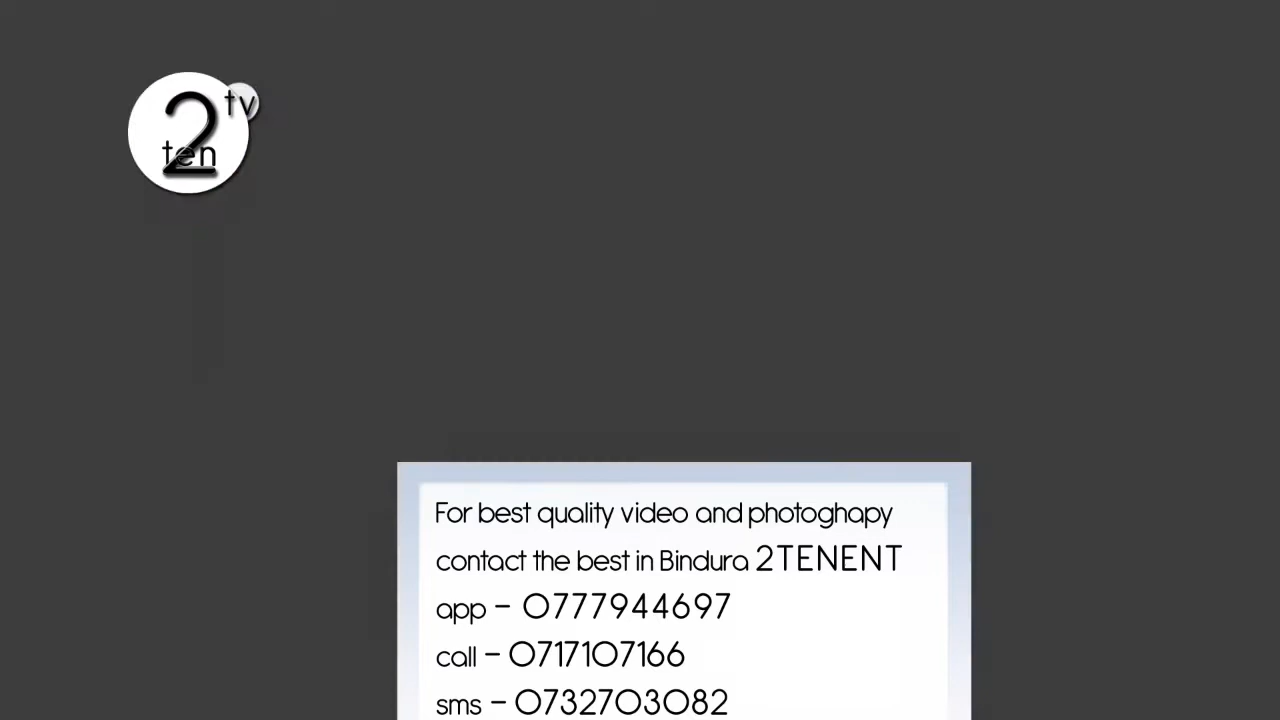 2
tv
ten
For best quality video and photoghapy
contact the best in Bindura 2TENENT
app - 0777944697
call - 0717107166
sms - 0732703082